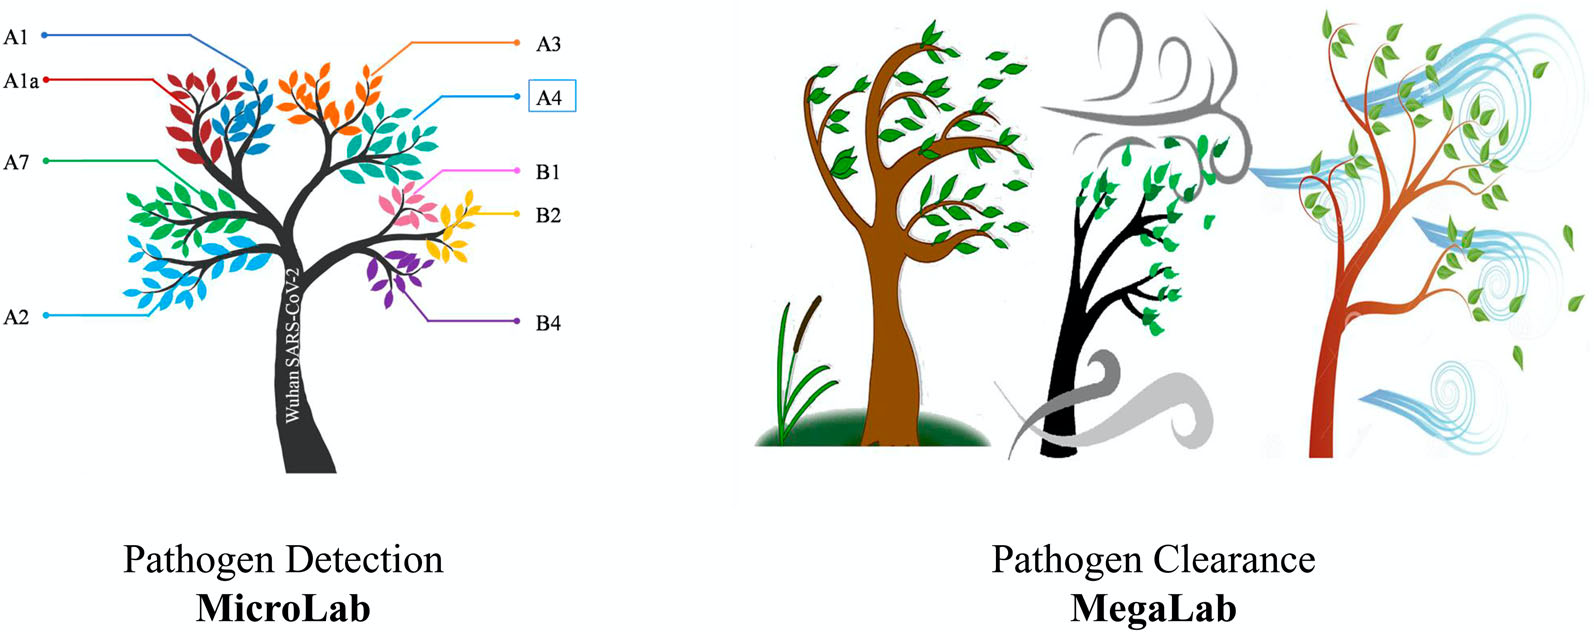 A1
A1a
A7
A2
A3
A4
B1
B2
B4
Wuhan SARS-CoV-2
Pathogen Detection
MicroLab
Pathogen Clearance
MegaLab